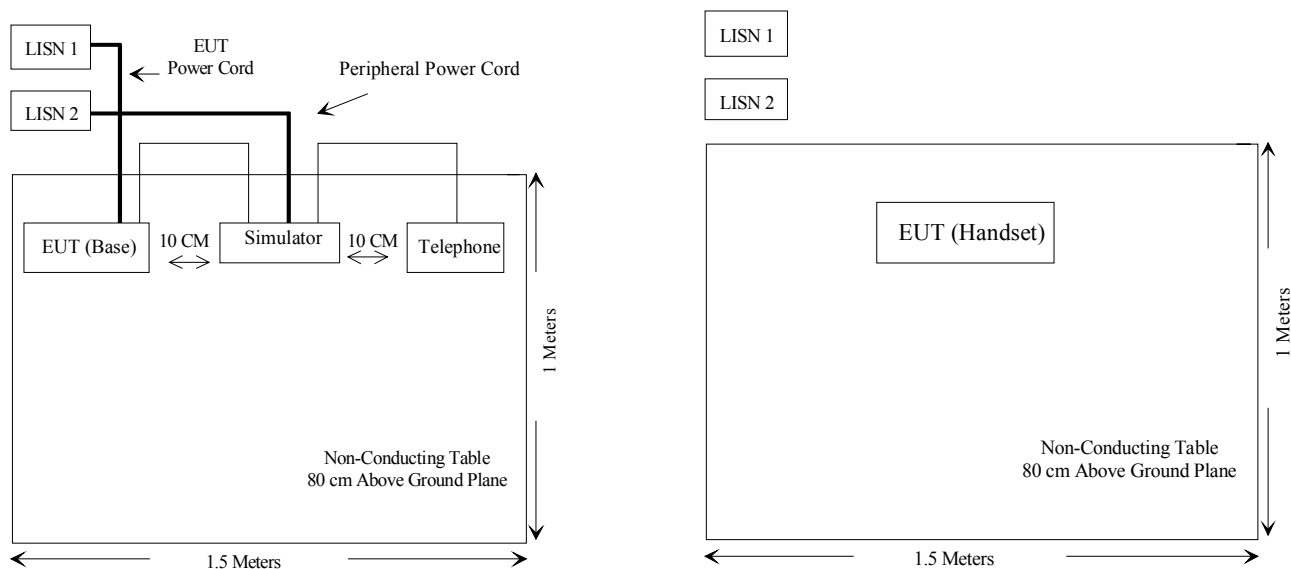 LISN 1
EUT
Power Cord
Peripheral Power Cord
LISN 2
EUT (Base)
10 CM
Simulator
10 CM
Telephone
1 Meters
Non-Conducting Table
80 cm Above Ground Plane
1.5 Meters
LISN 1
LISN 2
EUT (Handset)
1 Meters
Non-Conducting Table
80 cm Above Ground Plane
1.5 Meters